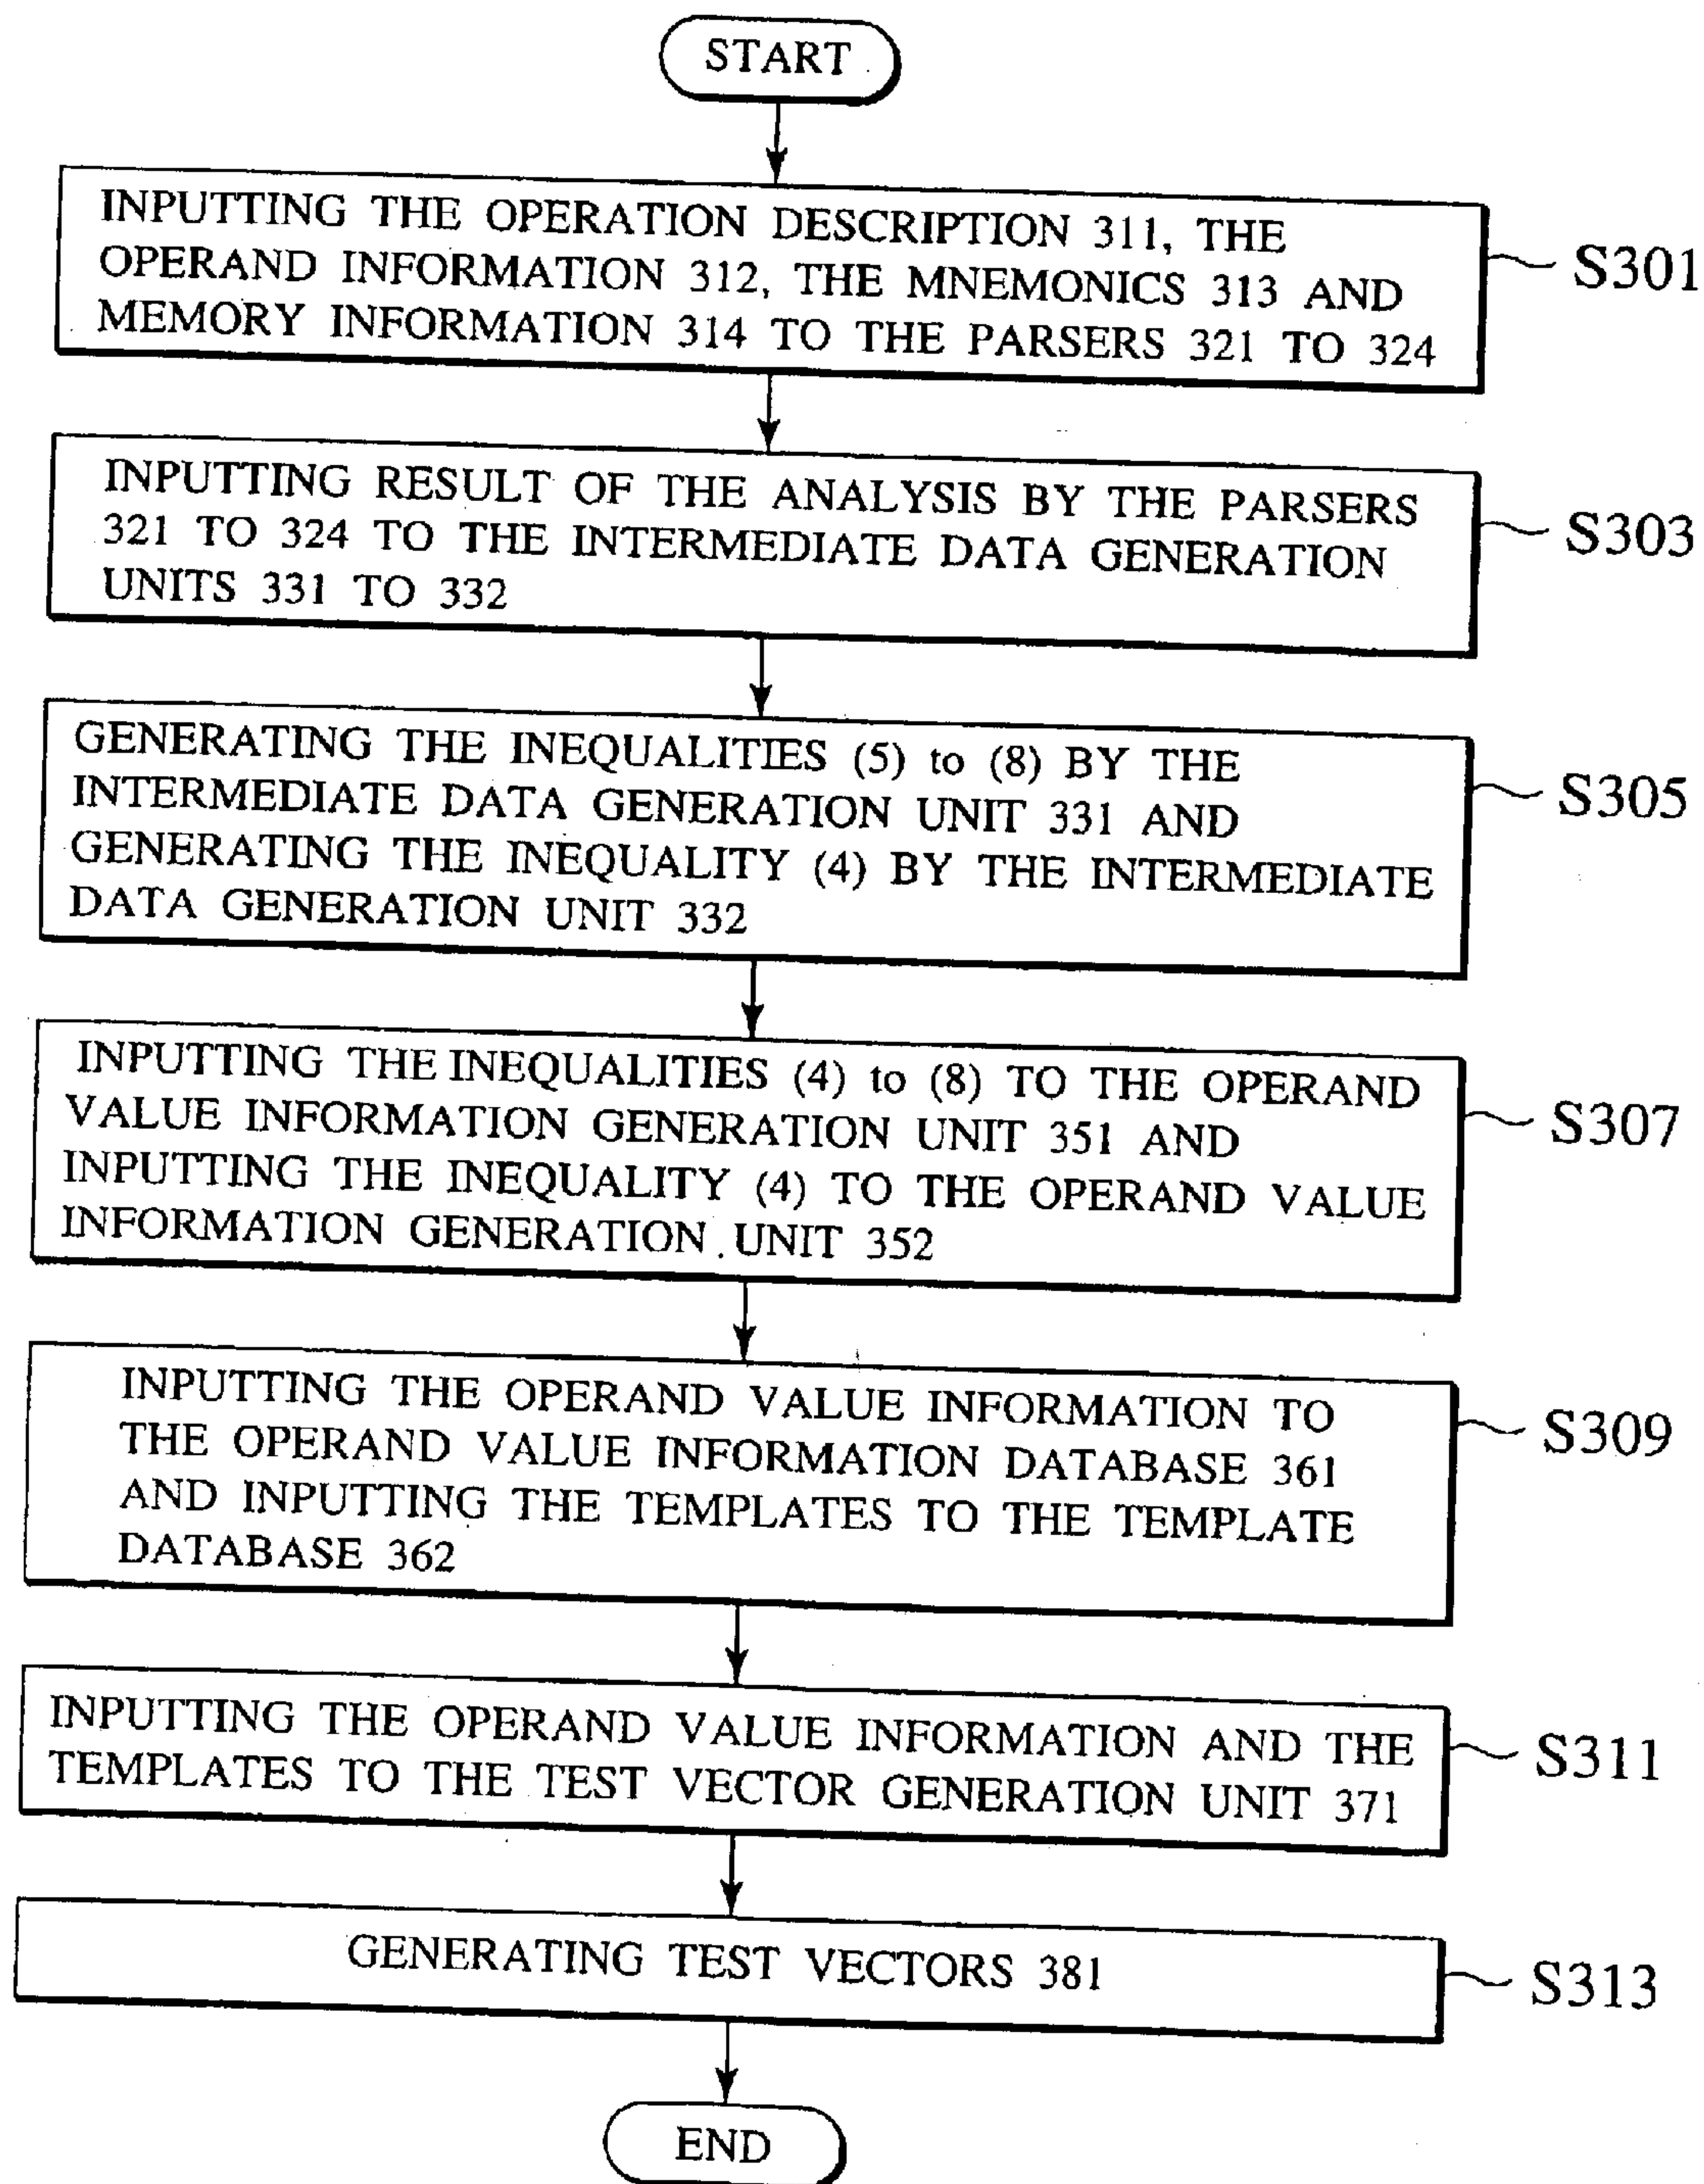 START
INPUTTING THE OPERATION DESCRIPTION 311, THE
OPERAND INFORMATION 312, THE MNEMONICS 313 AND
MEMORY INFORMATION 314 TO THE PARSERS 321 TO 324
S301
INPUTTING RESULT OF THE ANALYSIS BY THE PARSERS
321 TO 324 TO THE INTERMEDIATE DATA GENERATION
UNITS 331 TO 332
S303
GENERATING THE INEQUALITIES (5) to (8) BY THE
INTERMEDIATE DATA GENERATION UNIT 331 AND
GENERATING THE INEQUALITY (4) BY THE INTERMEDIATE
DATA GENERATION UNIT 332
S305
INPUTTING THE INEQUALITIES (4) to (8) TO THE OPERAND
VALUE INFORMATION GENERATION UNIT 351 AND
INPUTTING THE INEQUALITY (4) TO THE OPERAND VALUE
INFORMATION GENERATION UNIT 352
S307
INPUTTING THE OPERAND VALUE INFORMATION TO
THE OPERAND VALUE INFORMATION DATABASE 361
AND INPUTTING THE TEMPLATES TO THE TEMPLATE
DATABASE 362
S309
INPUTTING THE OPERAND VALUE INFORMATION AND THE
TEMPLATES TO THE TEST VECTOR GENERATION UNIT 371
S311
GENERATING TEST VECTORS 381
S313
END